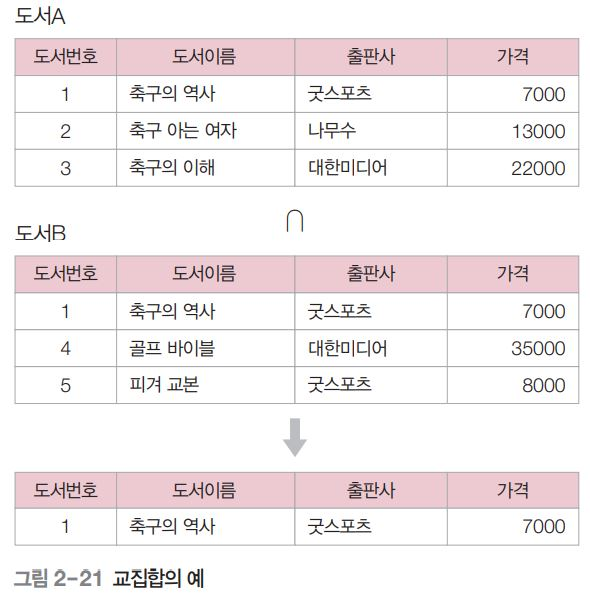 도서A
도서번호 도서이름 출판사 가격
1 축구의 역사 굿스포츠 7000
2 축구 아는 여자 나무수 13000
3 축구의 이해 대한미디어 22000
∩
도서B
도서번호 도서이름 출판사 가격
1 축구의 역사 굿스포츠 7000
4 골프 바이블 대한미디어 35000
5 피겨 교본 굿스포츠 8000
도서번호 도서이름 출판사 가격
1 축구의 역사 굿스포츠 7000
그림 2-21 교집합의 예